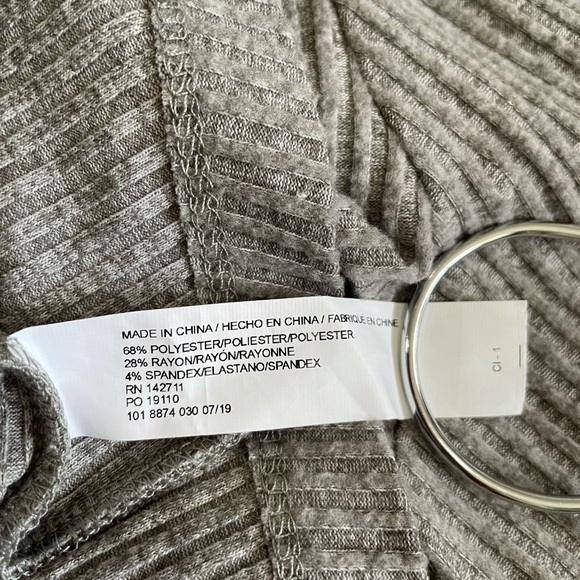 MADE IN CHINA / HECHO EN CHINA / FABRIQUÉ EN CHINE
68% POLYESTER/POLIESTER/POLYESTER
28% RAYON/RAYÓN/RAYONNE
4% SPANDEX/ELASTANO/SPANDEX
RN 142711
PO 19110
101 8874 030 07/19
CI - 1